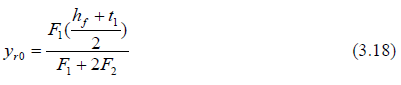 y_{r0} = \frac{F_1(\frac{h_f + t_1}{2})}{F_1 + 2F_2} (3.18)